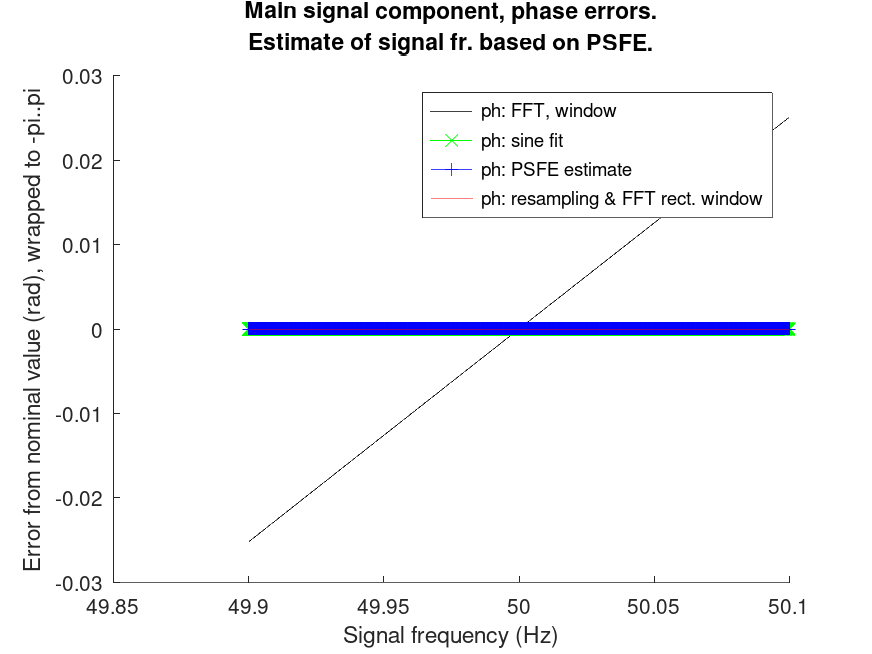 Main signal component, phase errors.
Estimate of signal fr. based on PSFE.
Error from nominal value (rad), wrapped to -pi..pi
0.03
0.02
0.01
0
-0.01
-0.02
-0.03
ph: FFT, window
ph: sine fit
ph: PSFE estimate
ph: resampling & FFT rect. window
49.85
49.9
49.95
50
50.05
50.1
Signal frequency (Hz)